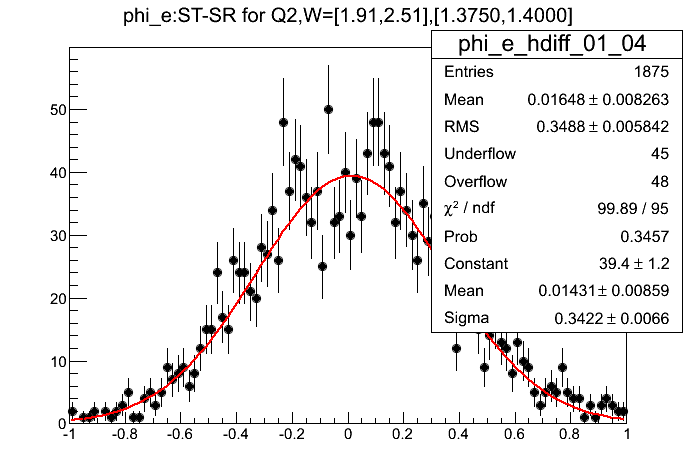 phi_e:ST-SR for Q2,W=[1.91,2.51],[1.3750,1.4000]
phi_e_hdiff_01_04
Entries 1875
Mean 0.01648 ± 0.008263
RMS 0.3488 ± 0.005842
Underflow 45
Overflow 48
χ² / ndf 99.89 / 95
Prob 0.3457
Constant 39.4 ± 1.2
Mean 0.01431 ± 0.00859
Sigma 0.3422 ± 0.0066
50
40
30
20
10
0
-1 -0.8 -0.6 -0.4 -0.2 0 0.2 0.4 0.6 0.8 1